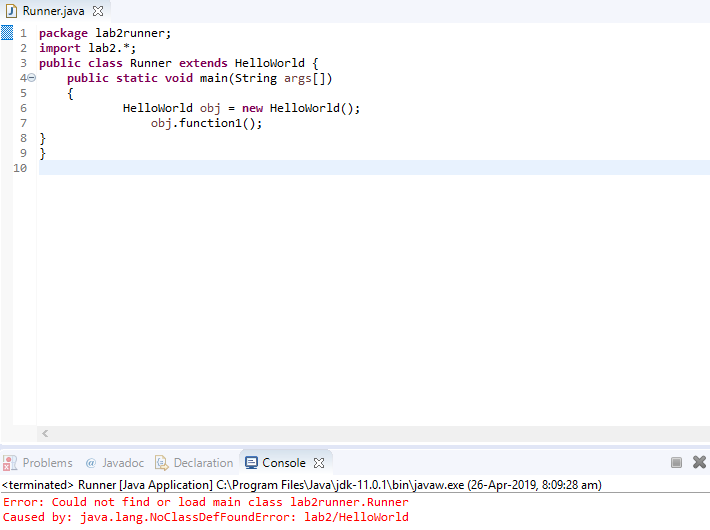 Runner.java
1 package lab2runner;
2 import lab2.*;
3 public class Runner extends HelloWorld {
4 public static void main(String args[])
5 {
6 HelloWorld obj = new HelloWorld();
7 obj.function1();
8 }
9 }
10
Problems @ Javadoc Declaration Console
<terminated> Runner [Java Application] C:\Program Files\Java\jdk-11.0.1\bin\javaw.exe (26-Apr-2019, 8:09:28 am)
Error: Could not find or load main class lab2runner.Runner
Caused by: java.lang.NoClassDefFoundError: lab2/HelloWorld